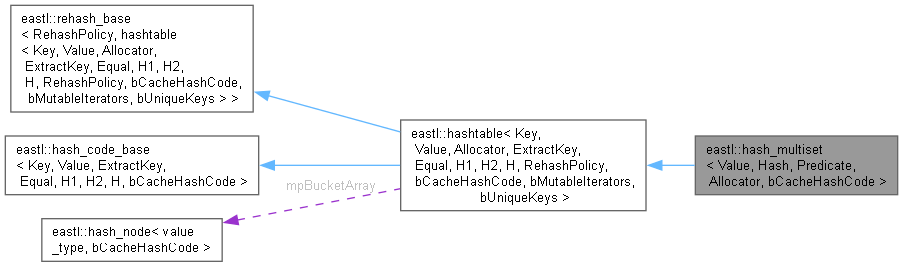 eastl::rehash_base
< RehashPolicy, hashtable
< Key, Value, Allocator,
ExtractKey, Equal, H1, H2,
H, RehashPolicy, bCacheHashCode,
bMutableIterators, bUniqueKeys > >
eastl::hash_code_base
< Key, Value, ExtractKey,
Equal, H1, H2, H, bCacheHashCode >
mpBucketArray
eastl::hash_node< value
_type, bCacheHashCode >
eastl::hashtable< Key,
Value, Allocator, ExtractKey,
Equal, H1, H2, H, RehashPolicy,
bCacheHashCode, bMutableIterators,
bUniqueKeys >
eastl::hash_multiset
< Value, Hash, Predicate,
Allocator, bCacheHashCode >